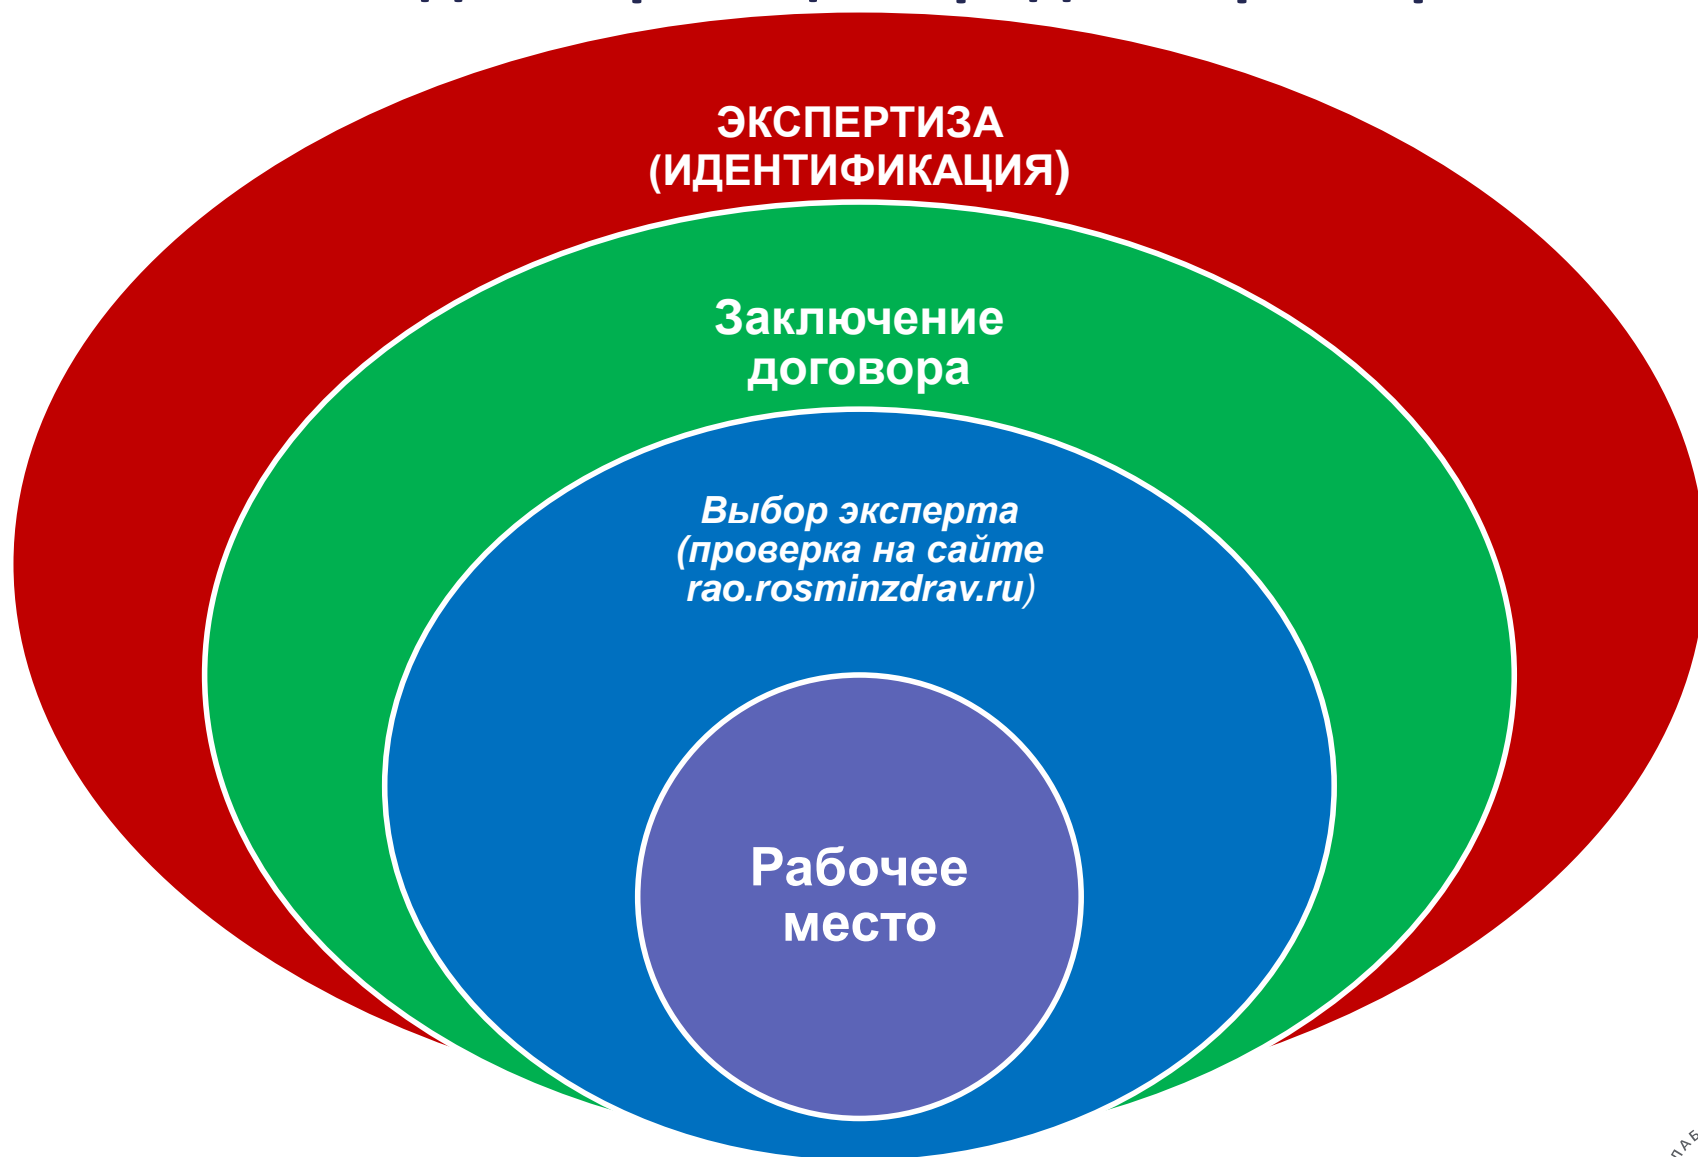 ЭКСПЕРТИЗА
(ИДЕНТИФИКАЦИЯ)
Заключение
договора
Выбор эксперта
(проверка на сайте
rao.rosminzdrav.ru)
Рабочее
место